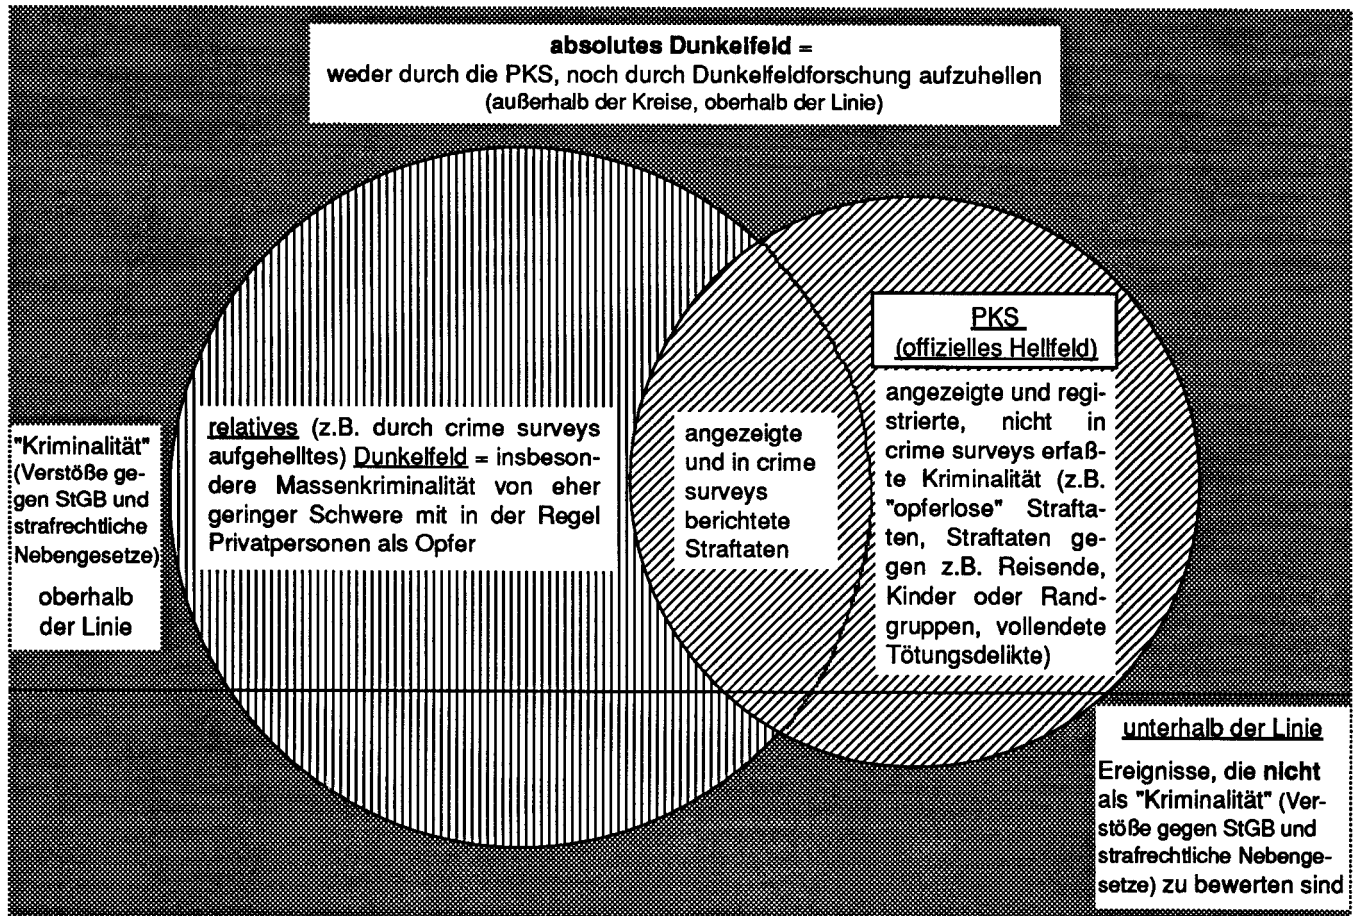 absolutes Dunkelfeld =
weder durch die PKS, noch durch Dunkelfeldforschung aufzuhellen
(außerhalb der Kreise, oberhalb der Linie)
"Kriminalität"
(Verstöße ge-
gen StGB und
strafrechtliche
Nebengesetze)
oberhalb
der Linie
relatives (z.B. durch crime surveys
aufgehelltes) Dunkelfeld = insbeson-
dere Massenkriminalität von eher
geringer Schwere mit in der Regel
Privatpersonen als Opfer
angezeigte
und in crime
surveys
berichtete
Straftaten
PKS
(offizielles Hellfeld)
angezeigte und regi-
strierte, nicht in
crime surveys erfaß-
te Kriminalität (z.B.
"opferlose" Strafta-
ten, Straftaten ge-
gen z.B. Reisende,
Kinder oder Rand-
gruppen, vollendete
Tötungsdelikte)
unterhalb der Linie
Ereignisse, die nicht
als "Kriminalität" (Ver-
stöße gegen StGB und
strafrechtliche Nebenge-
setze) zu bewerten sind